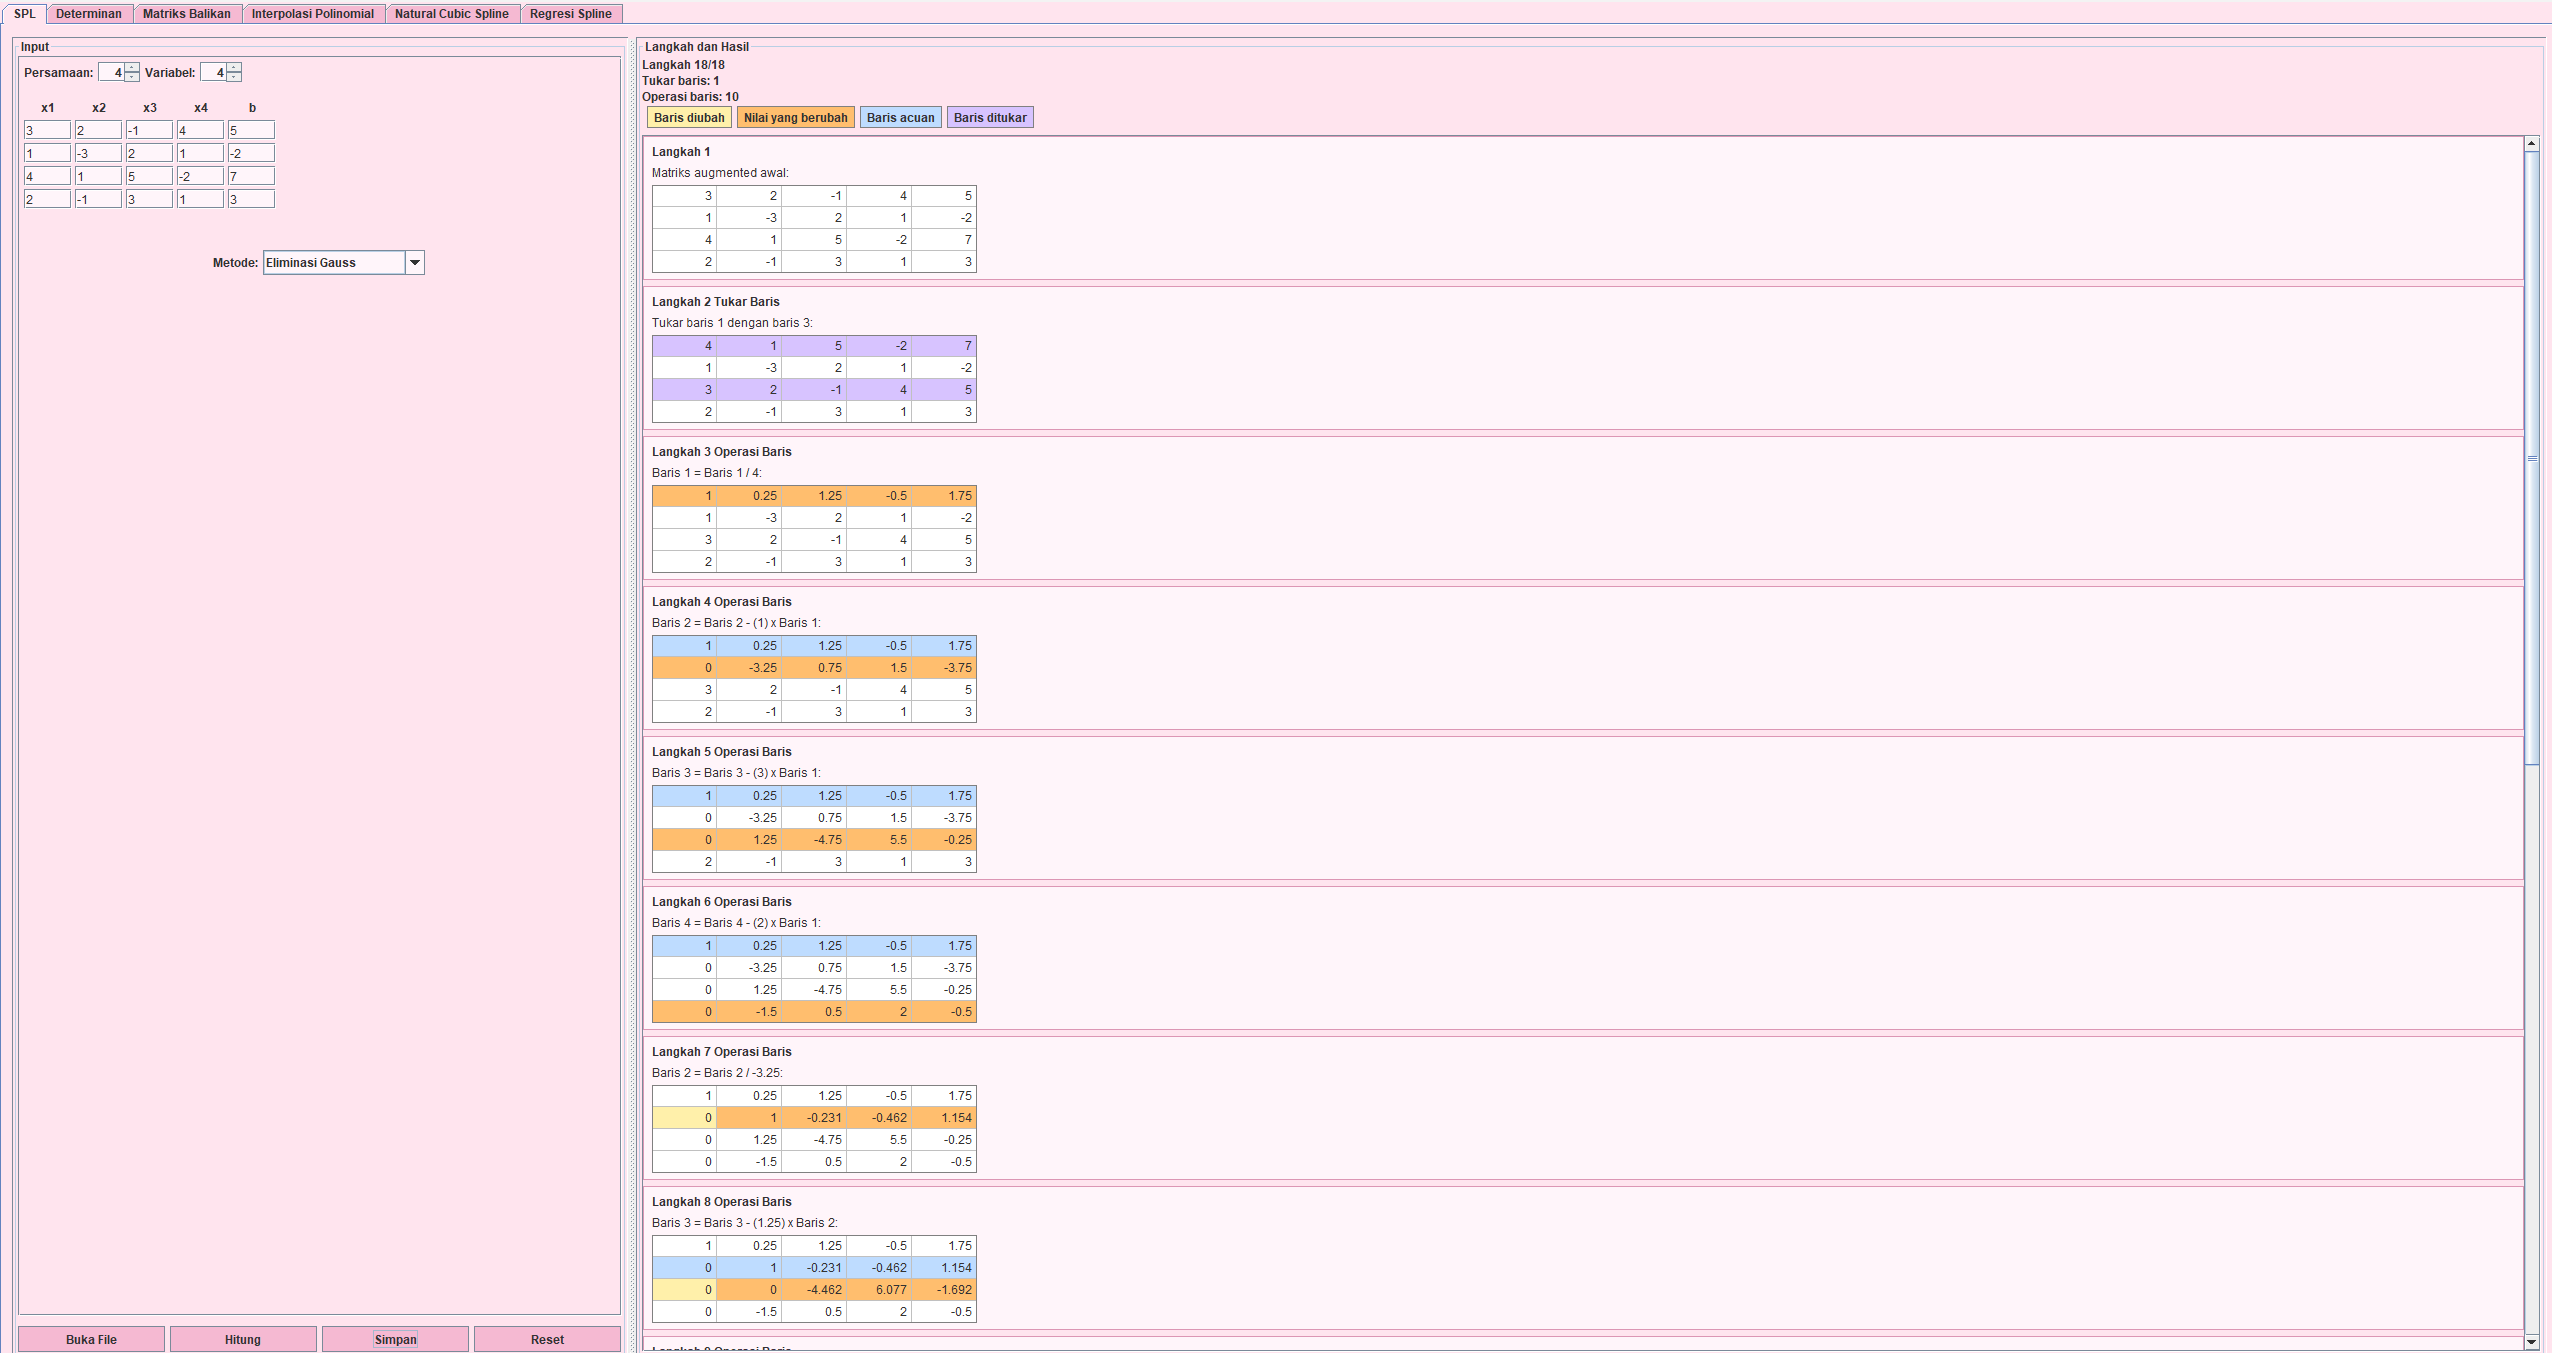 SPL Determinan Matriks Balikan Interpolasi Polinomial Natural Cubic Spline Regresi Spline
Input
Persamaan: 4 Variabel: 4
x1 x2 x3 x4 b
3 2 -1 4 5
1 -3 2 1 -2
4 1 5 -2 7
2 -1 3 1 3
Metode: Eliminasi Gauss
Buka File Hitung Simpan Reset
Langkah dan Hasil
Langkah 18/18
Tukar baris: 1
Operasi baris: 10
Baris diubah Nilai yang berubah Baris acuan Baris ditukar
Langkah 1
Matriks augmented awal:
3 2 -1 4 5
1 -3 2 1 -2
4 1 5 -2 7
2 -1 3 1 3
Langkah 2 Tukar Baris
Tukar baris 1 dengan baris 3:
4 1 5 -2 7
1 -3 2 1 -2
3 2 -1 4 5
2 -1 3 1 3
Langkah 3 Operasi Baris
Baris 1 = Baris 1 / 4:
1 0.25 1.25 -0.5 1.75
1 -3 2 1 -2
3 2 -1 4 5
2 -1 3 1 3
Langkah 4 Operasi Baris
Baris 2 = Baris 2 - (1) x Baris 1:
1 0.25 1.25 -0.5 1.75
0 -3.25 0.75 1.5 -3.75
3 2 -1 4 5
2 -1 3 1 3
Langkah 5 Operasi Baris
Baris 3 = Baris 3 - (3) x Baris 1:
1 0.25 1.25 -0.5 1.75
0 -3.25 0.75 1.5 -3.75
0 1.25 -4.75 5.5 -0.25
2 -1 3 1 3
Langkah 6 Operasi Baris
Baris 4 = Baris 4 - (2) x Baris 1:
1 0.25 1.25 -0.5 1.75
0 -3.25 0.75 1.5 -3.75
0 1.25 -4.75 5.5 -0.25
0 -1.5 0.5 2 -0.5
Langkah 7 Operasi Baris
Baris 2 = Baris 2 / -3.25:
1 0.25 1.25 -0.5 1.75
0 1 -0.231 -0.462 1.154
0 1.25 -4.75 5.5 -0.25
0 -1.5 0.5 2 -0.5
Langkah 8 Operasi Baris
Baris 3 = Baris 3 - (1.25) x Baris 2:
1 0.25 1.25 -0.5 1.75
0 1 -0.231 -0.462 1.154
0 0 -4.462 6.077 -1.692
0 -1.5 0.5 2 -0.5
Langkah 9 Operasi Baris